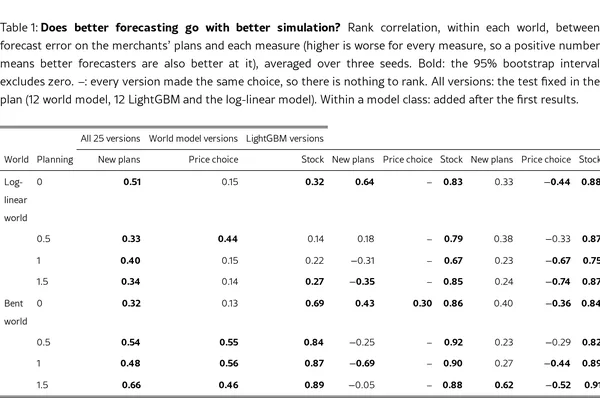 Table 1: Does better forecasting go with better simulation? Rank correlation, within each world, between
forecast error on the merchants' plans and each measure (higher is worse for every measure, so a positive number
means better forecasters are also better at it), averaged over three seeds. Bold: the 95% bootstrap interval
excludes zero. –: every version made the same choice, so there is nothing to rank. All versions: the test fixed in the
plan (12 world model, 12 LightGBM and the log-linear model). Within a model class: added after the first results.
All 25 versions World model versions LightGBM versions
World Planning New plans Price choice Stock New plans Price choice Stock New plans Price choice Stock
Log- 0 0.51 0.15 0.32 0.64 – 0.83 0.33 −0.44 0.88
linear
world
0.5 0.33 0.44 0.14 0.18 – 0.79 0.38 −0.33 0.87
1 0.40 0.15 0.22 −0.31 – 0.67 0.23 −0.67 0.75
1.5 0.34 0.14 0.27 −0.35 – 0.85 0.24 −0.74 0.87
Bent 0 0.32 0.13 0.69 0.43 0.30 0.86 0.40 −0.36 0.84
world
0.5 0.54 0.55 0.84 −0.25 – 0.92 0.23 −0.29 0.82
1 0.48 0.56 0.87 −0.69 – 0.90 0.27 −0.44 0.89
1.5 0.66 0.46 0.89 −0.05 – 0.88 0.62 −0.52 0.91